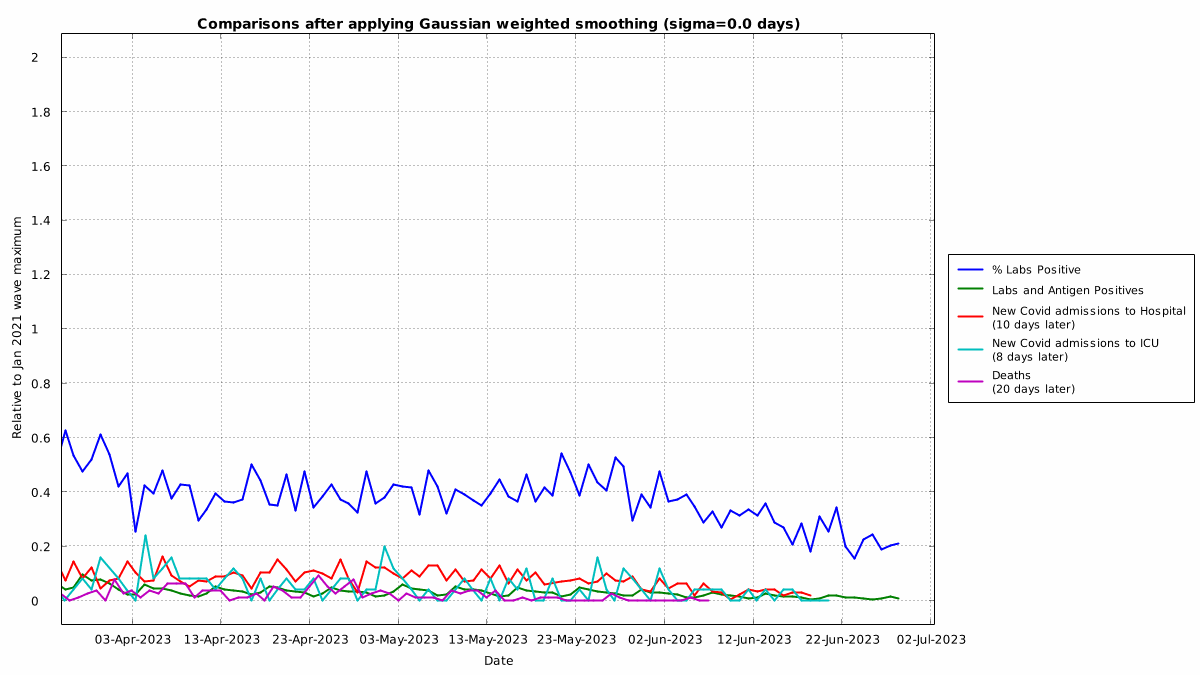 Comparisons after applying Gaussian weighted smoothing (sigma=0.0 days)
Relative to Jan 2021 wave maximum
2
1.8
1.6
1.4
1.2
1
0.8
0.6
0.4
0.2
0
03-Apr-2023
13-Apr-2023
23-Apr-2023
03-May-2023
13-May-2023
23-May-2023
02-Jun-2023
12-Jun-2023
22-Jun-2023
02-Jul-2023
Date
% Labs Positive
Labs and Antigen Positives
New Covid admissions to Hospital
(10 days later)
New Covid admissions to ICU
(8 days later)
Deaths
(20 days later)